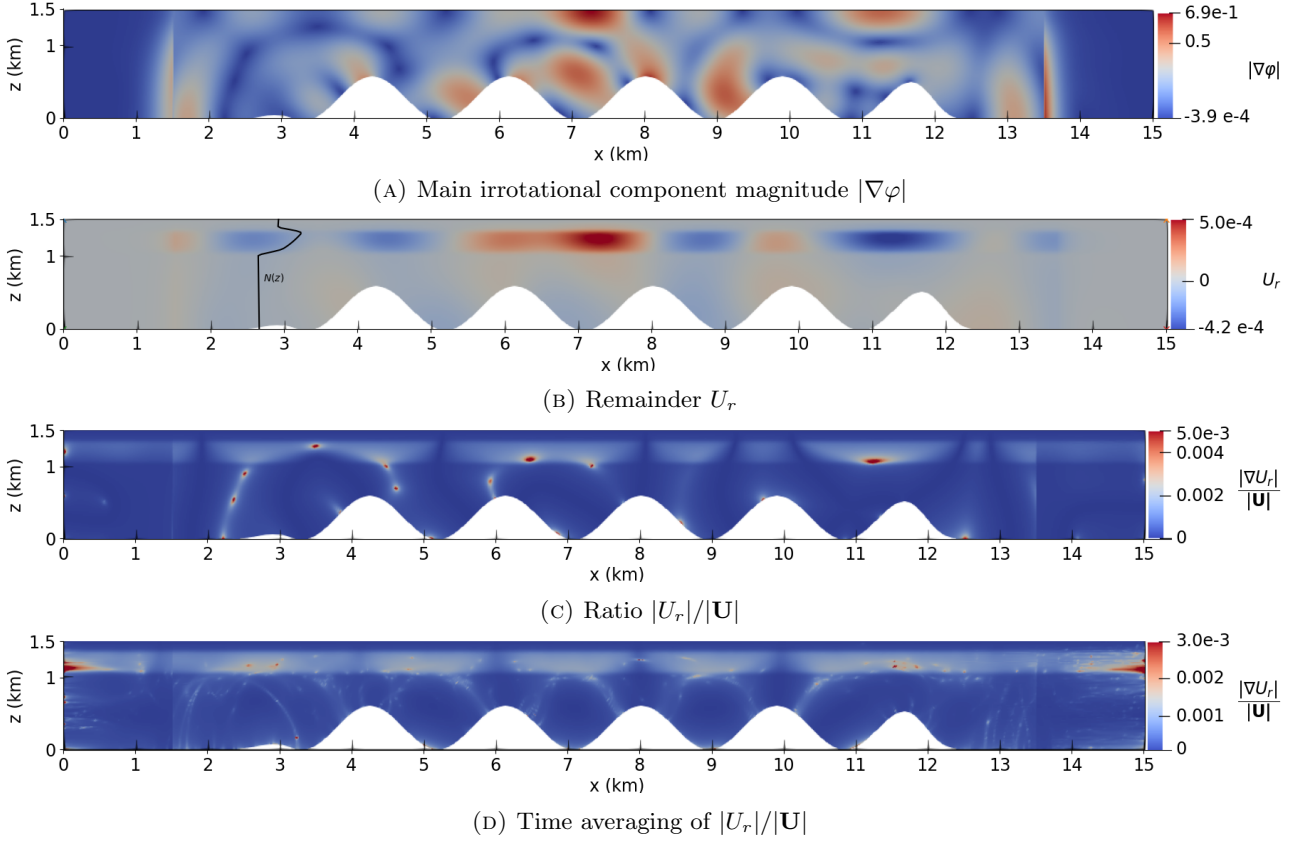 1.5
1
0
z (km)
0 1 2 3 4 5 6 7 8 9 10 11 12 13 14 15
x (km)
6.9e-1
0.5
-3.9 e-4
|∇φ|
(A) Main irrotational component magnitude |∇φ|
1.5
1
0
z (km)
N(z)
0 1 2 3 4 5 6 7 8 9 10 11 12 13 14 15
x (km)
5.0e-4
0
-4.2 e-4
U_r
(B) Remainder U_r
1.5
1
0
z (km)
0 1 2 3 4 5 6 7 8 9 10 11 12 13 14 15
x (km)
5.0e-3
0.004
0.002
0
|∇U_r|
|U|
(C) Ratio |U_r|/|U|
1.5
1
0
z (km)
0 1 2 3 4 5 6 7 8 9 10 11 12 13 14 15
x (km)
3.0e-3
0.002
0.001
0
|∇U_r|
|U|
(D) Time averaging of |U_r|/|U|